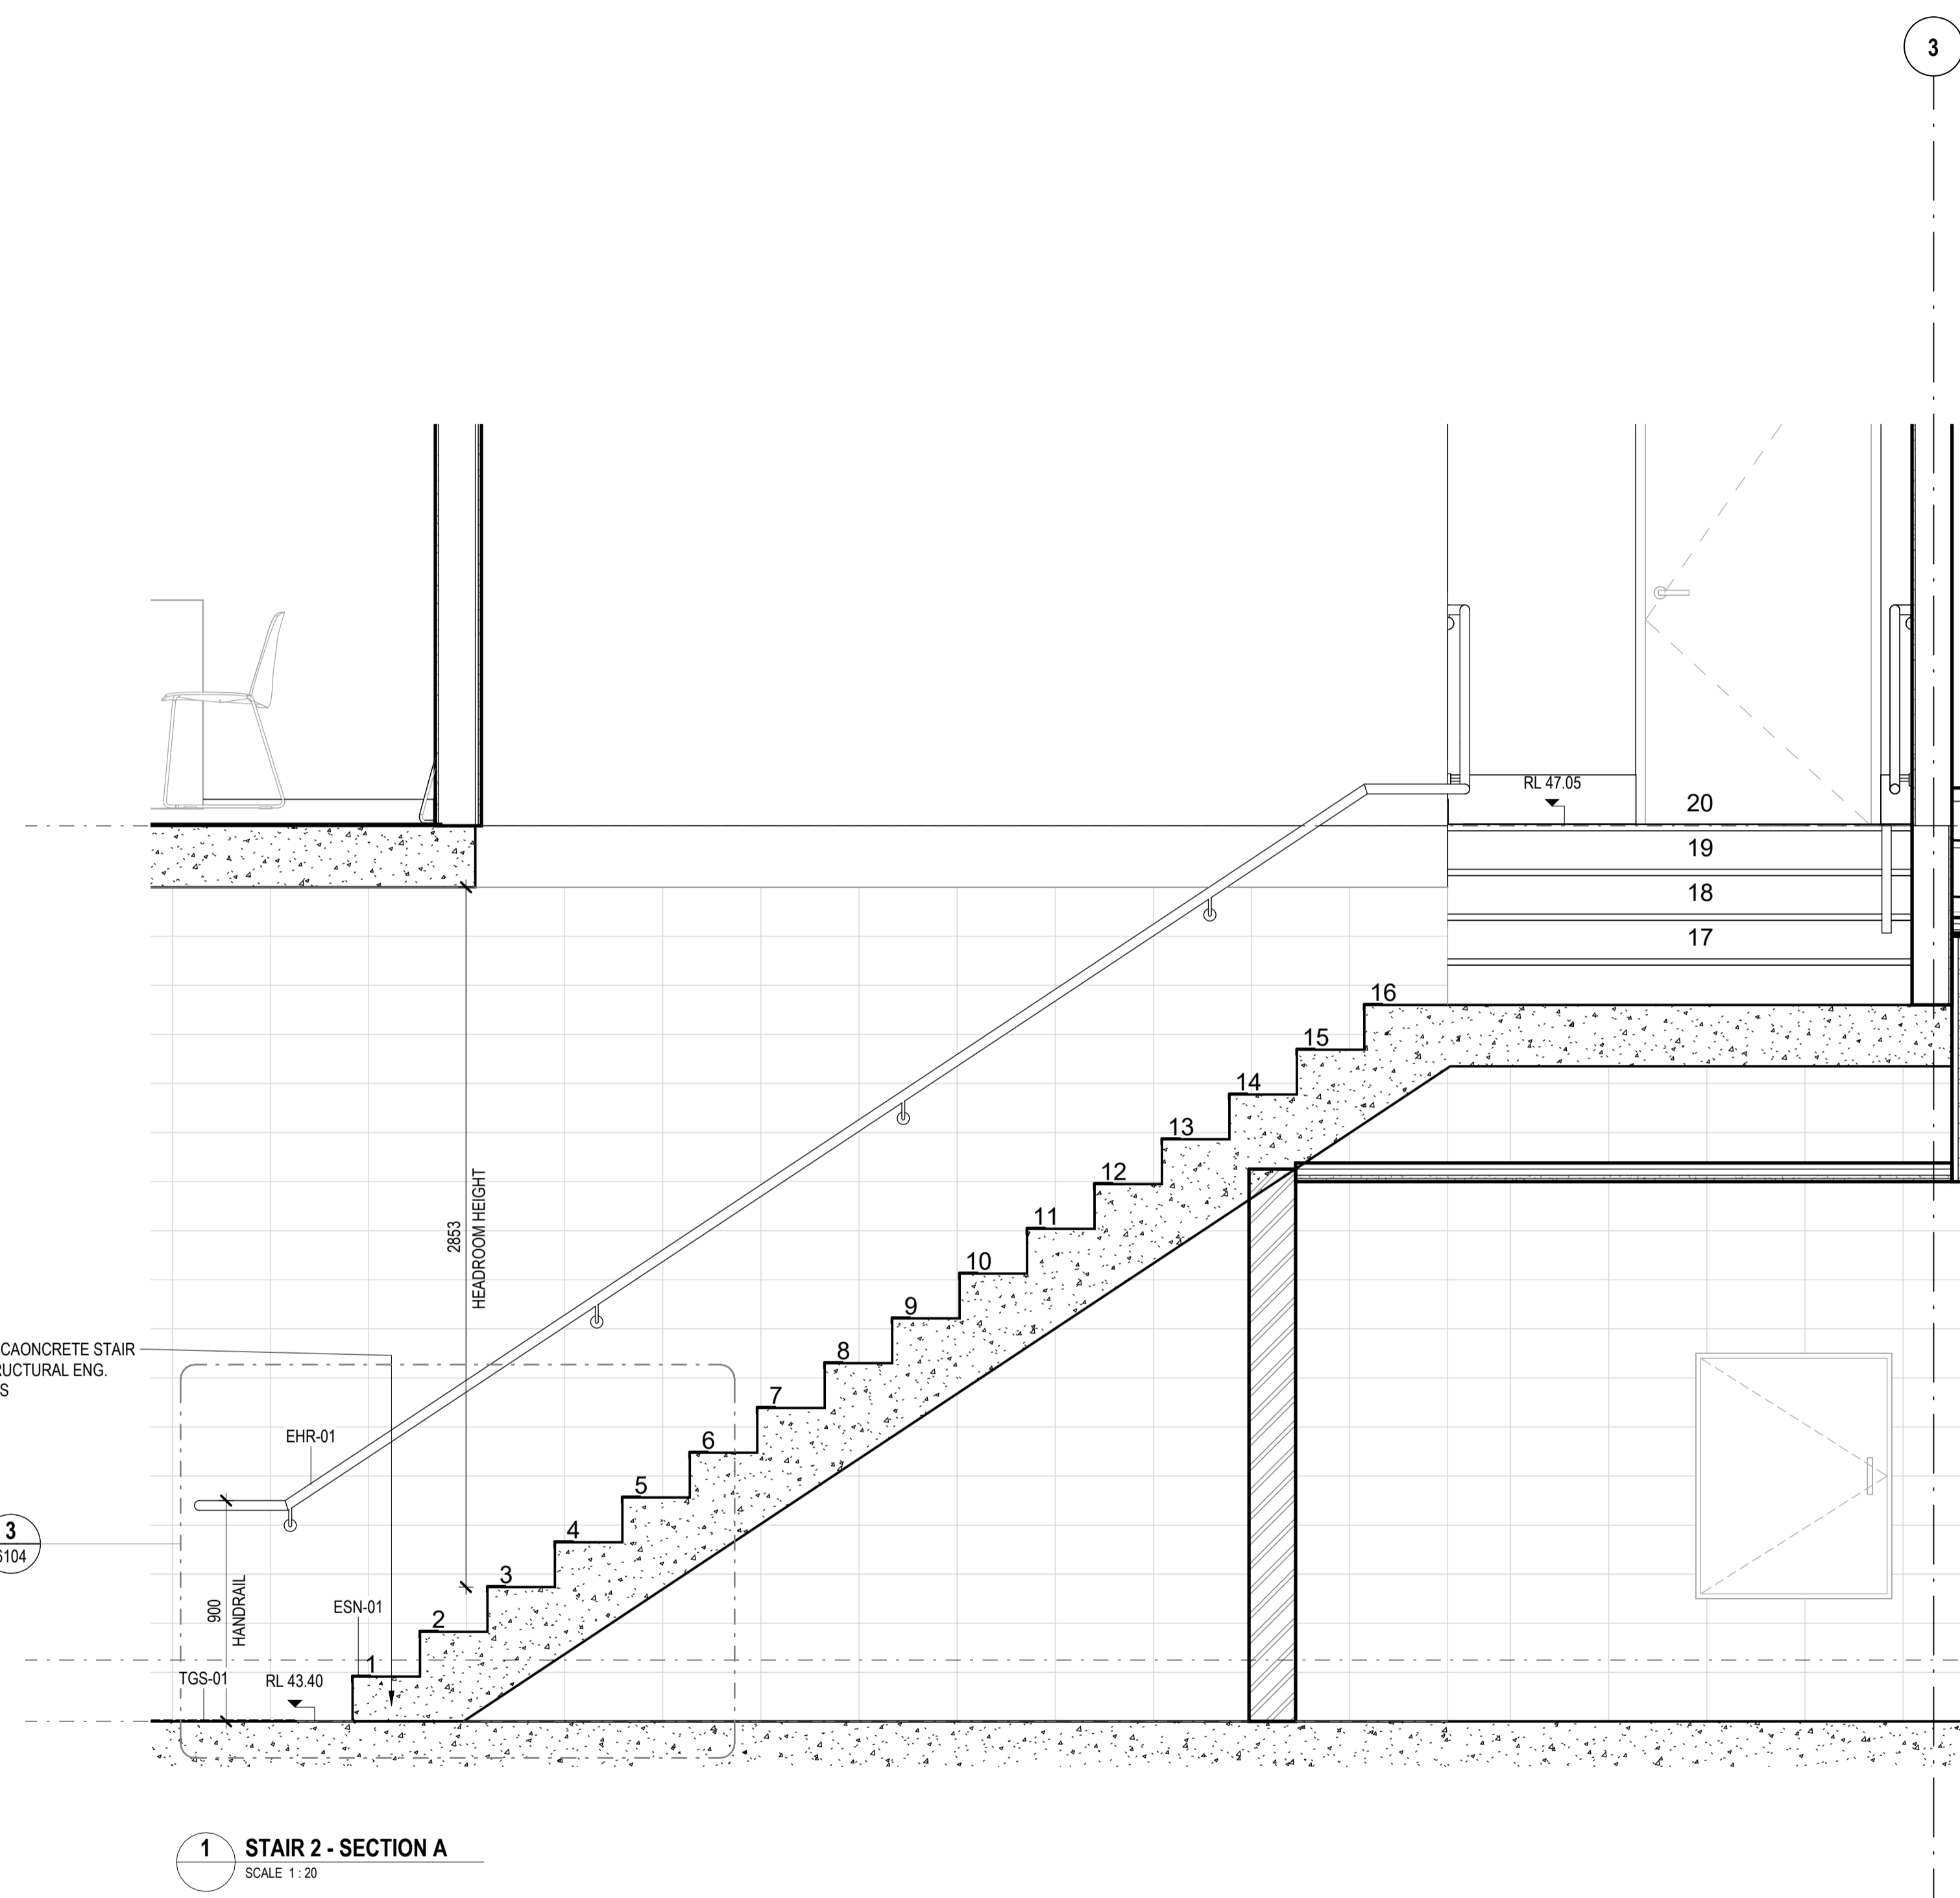 3
RL 47.05
20
19
18
17
16
15
14
13
12
11
10
9
8
7
6
5
4
3
2
1
2853
HEADROOM HEIGHT
CAONCRETE STAIR
RUCTURAL ENG.
S
EHR-01
3
6104
900
HANDRAIL
ESN-01
TGS-01
RL 43.40
1
STAIR 2 - SECTION A
SCALE 1 : 20